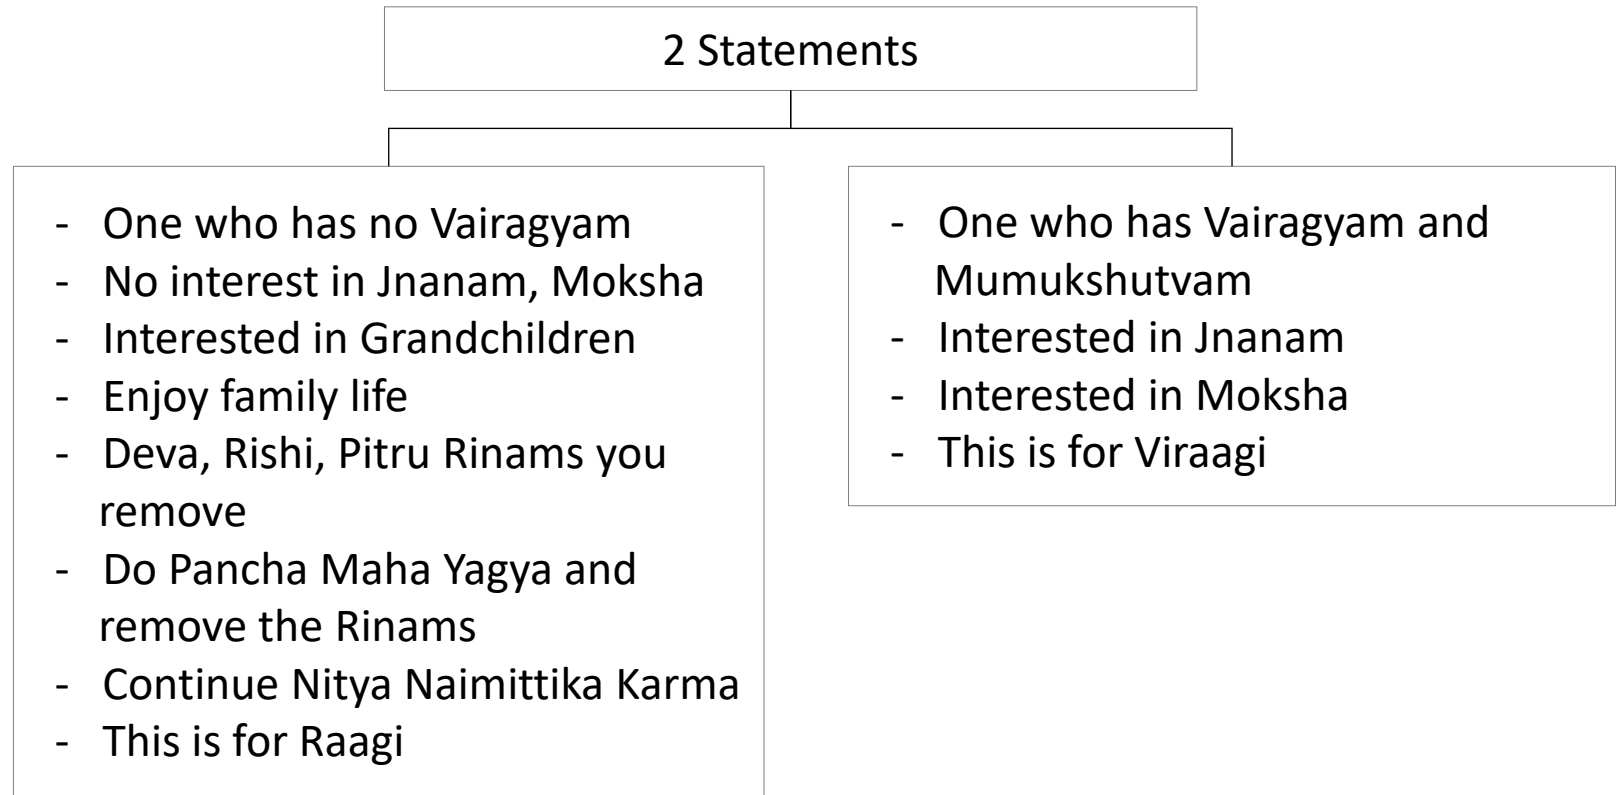 2 Statements
- One who has no Vairagyam
- No interest in Jnanam, Moksha
- Interested in Grandchildren
- Enjoy family life
- Deva, Rishi, Pitru Rinams you
remove
- Do Pancha Maha Yagya and
remove the Rinams
- Continue Nitya Naimittika Karma
- This is for Raagi
- One who has Vairagyam and
Mumukshutvam
- Interested in Jnanam
- Interested in Moksha
- This is for Viraagi